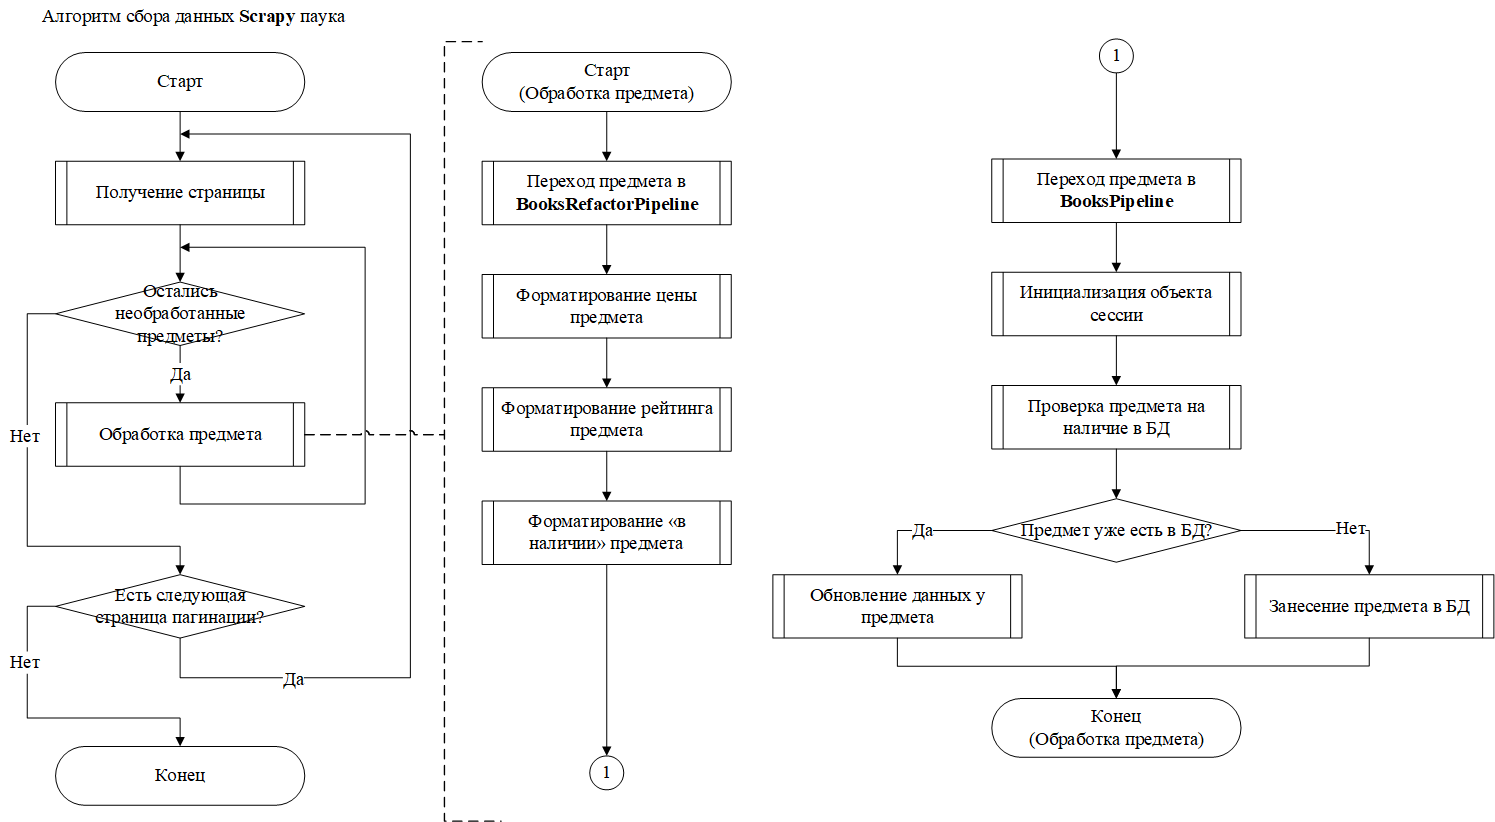 Алгоритм сбора данных Scrapy паука
Старт
Получение страницы
Остались
необработанные
предметы?
Да
Нет
Обработка предмета
Есть следующая
страница пагинации?
Нет
Да
Конец
Старт
(Обработка предмета)
Переход предмета в
BooksRefactorPipeline
Форматирование цены
предмета
Форматирование рейтинга
предмета
Форматирование «в
наличии» предмета
1
1
Переход предмета в
BooksPipeline
Инициализация объекта
сессии
Проверка предмета на
наличие в БД
Предмет уже есть в БД?
Да
Нет
Обновление данных у
предмета
Занесение предмета в БД
Конец
(Обработка предмета)